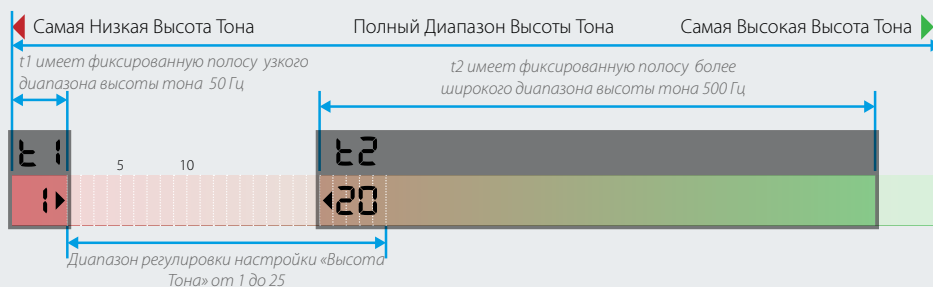 Самая Низкая Высота Тона Полный Диапазон Высоты Тона Самая Высокая Высота Тона
t1 имеет фиксированную полосу узкого
диапазона высоты тона 50 Гц
t2 имеет фиксированную полосу более
широкого диапазона высоты тона 500 Гц
t1 t2
5 10
1 20
Диапазон регулировки настройки «Высота
Тона» от 1 до 25